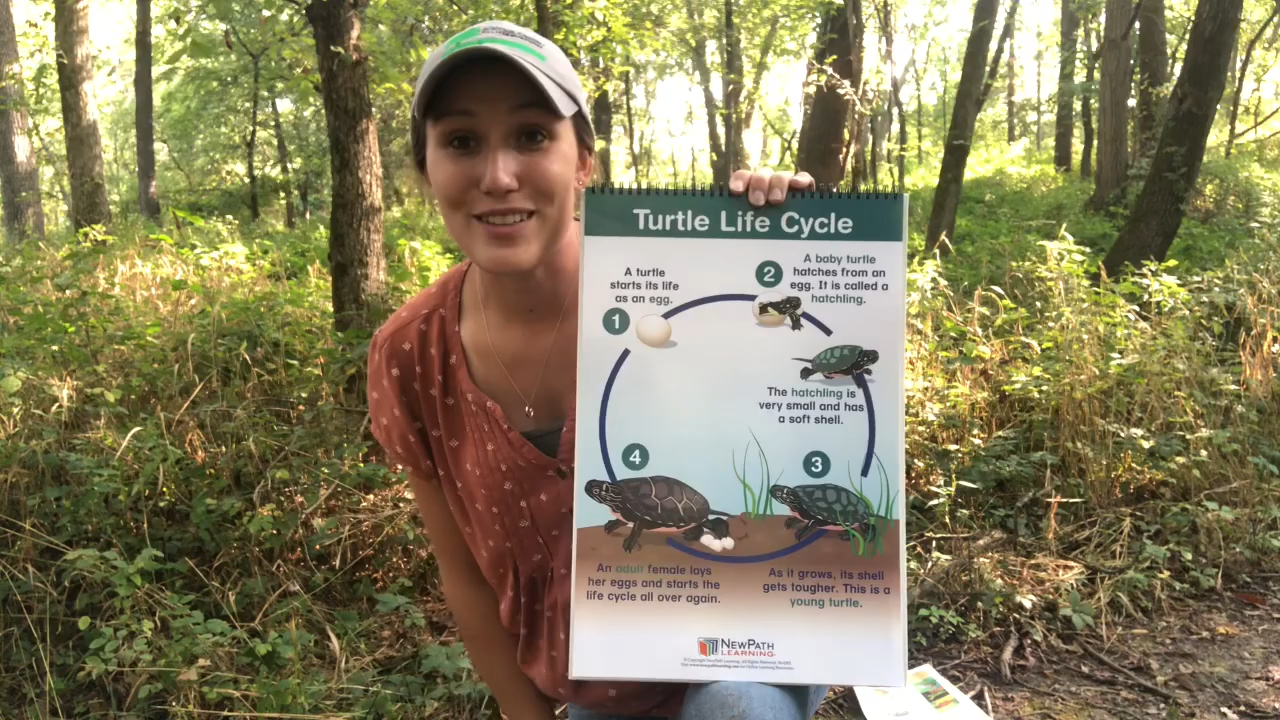 Turtle Life Cycle
A turtle
starts its life
as an egg.
1
2
A baby turtle
hatches from an
egg. It is called a
hatchling.
The hatchling is
very small and has
a soft shell.
3
As it grows, its shell
gets tougher. This is a
young turtle.
4
An adult female lays
her eggs and starts the
life cycle all over again.
NewPath
Learning